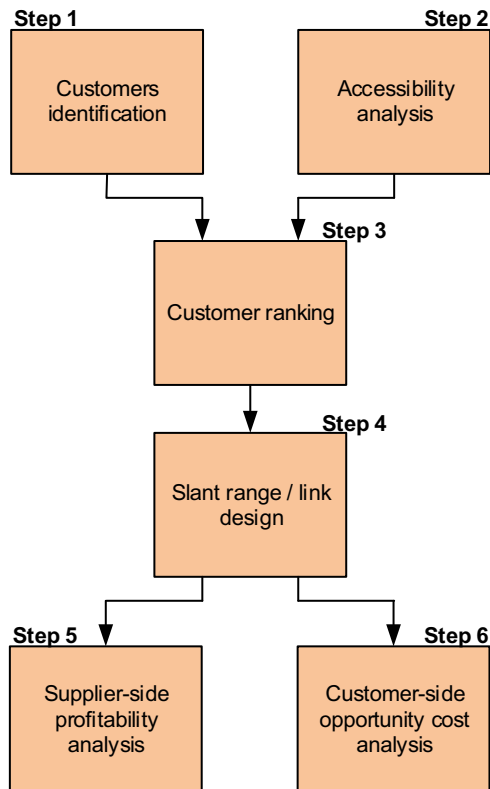 Step 1
Customers
identification
Step 2
Accessibility
analysis
Step 3
Customer ranking
Step 4
Slant range / link
design
Step 5
Supplier-side
profitability
analysis
Step 6
Customer-side
opportunity cost
analysis